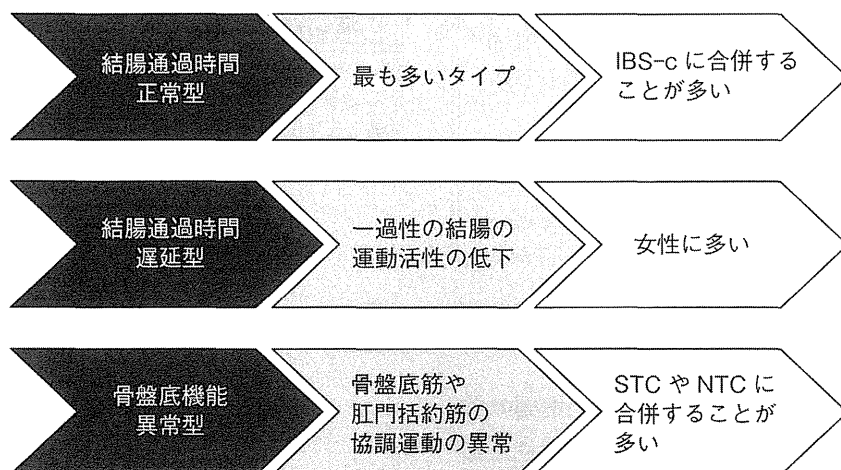 結腸通過時間
正常型
最も多いタイプ
IBS-c に合併する
ことが多い
結腸通過時間
遅延型
一過性の結腸の
運動活性の低下
女性に多い
骨盤底機能
異常型
骨盤底筋や
肛門括約筋の
協調運動の異常
STC や NTC に
合併することが
多い